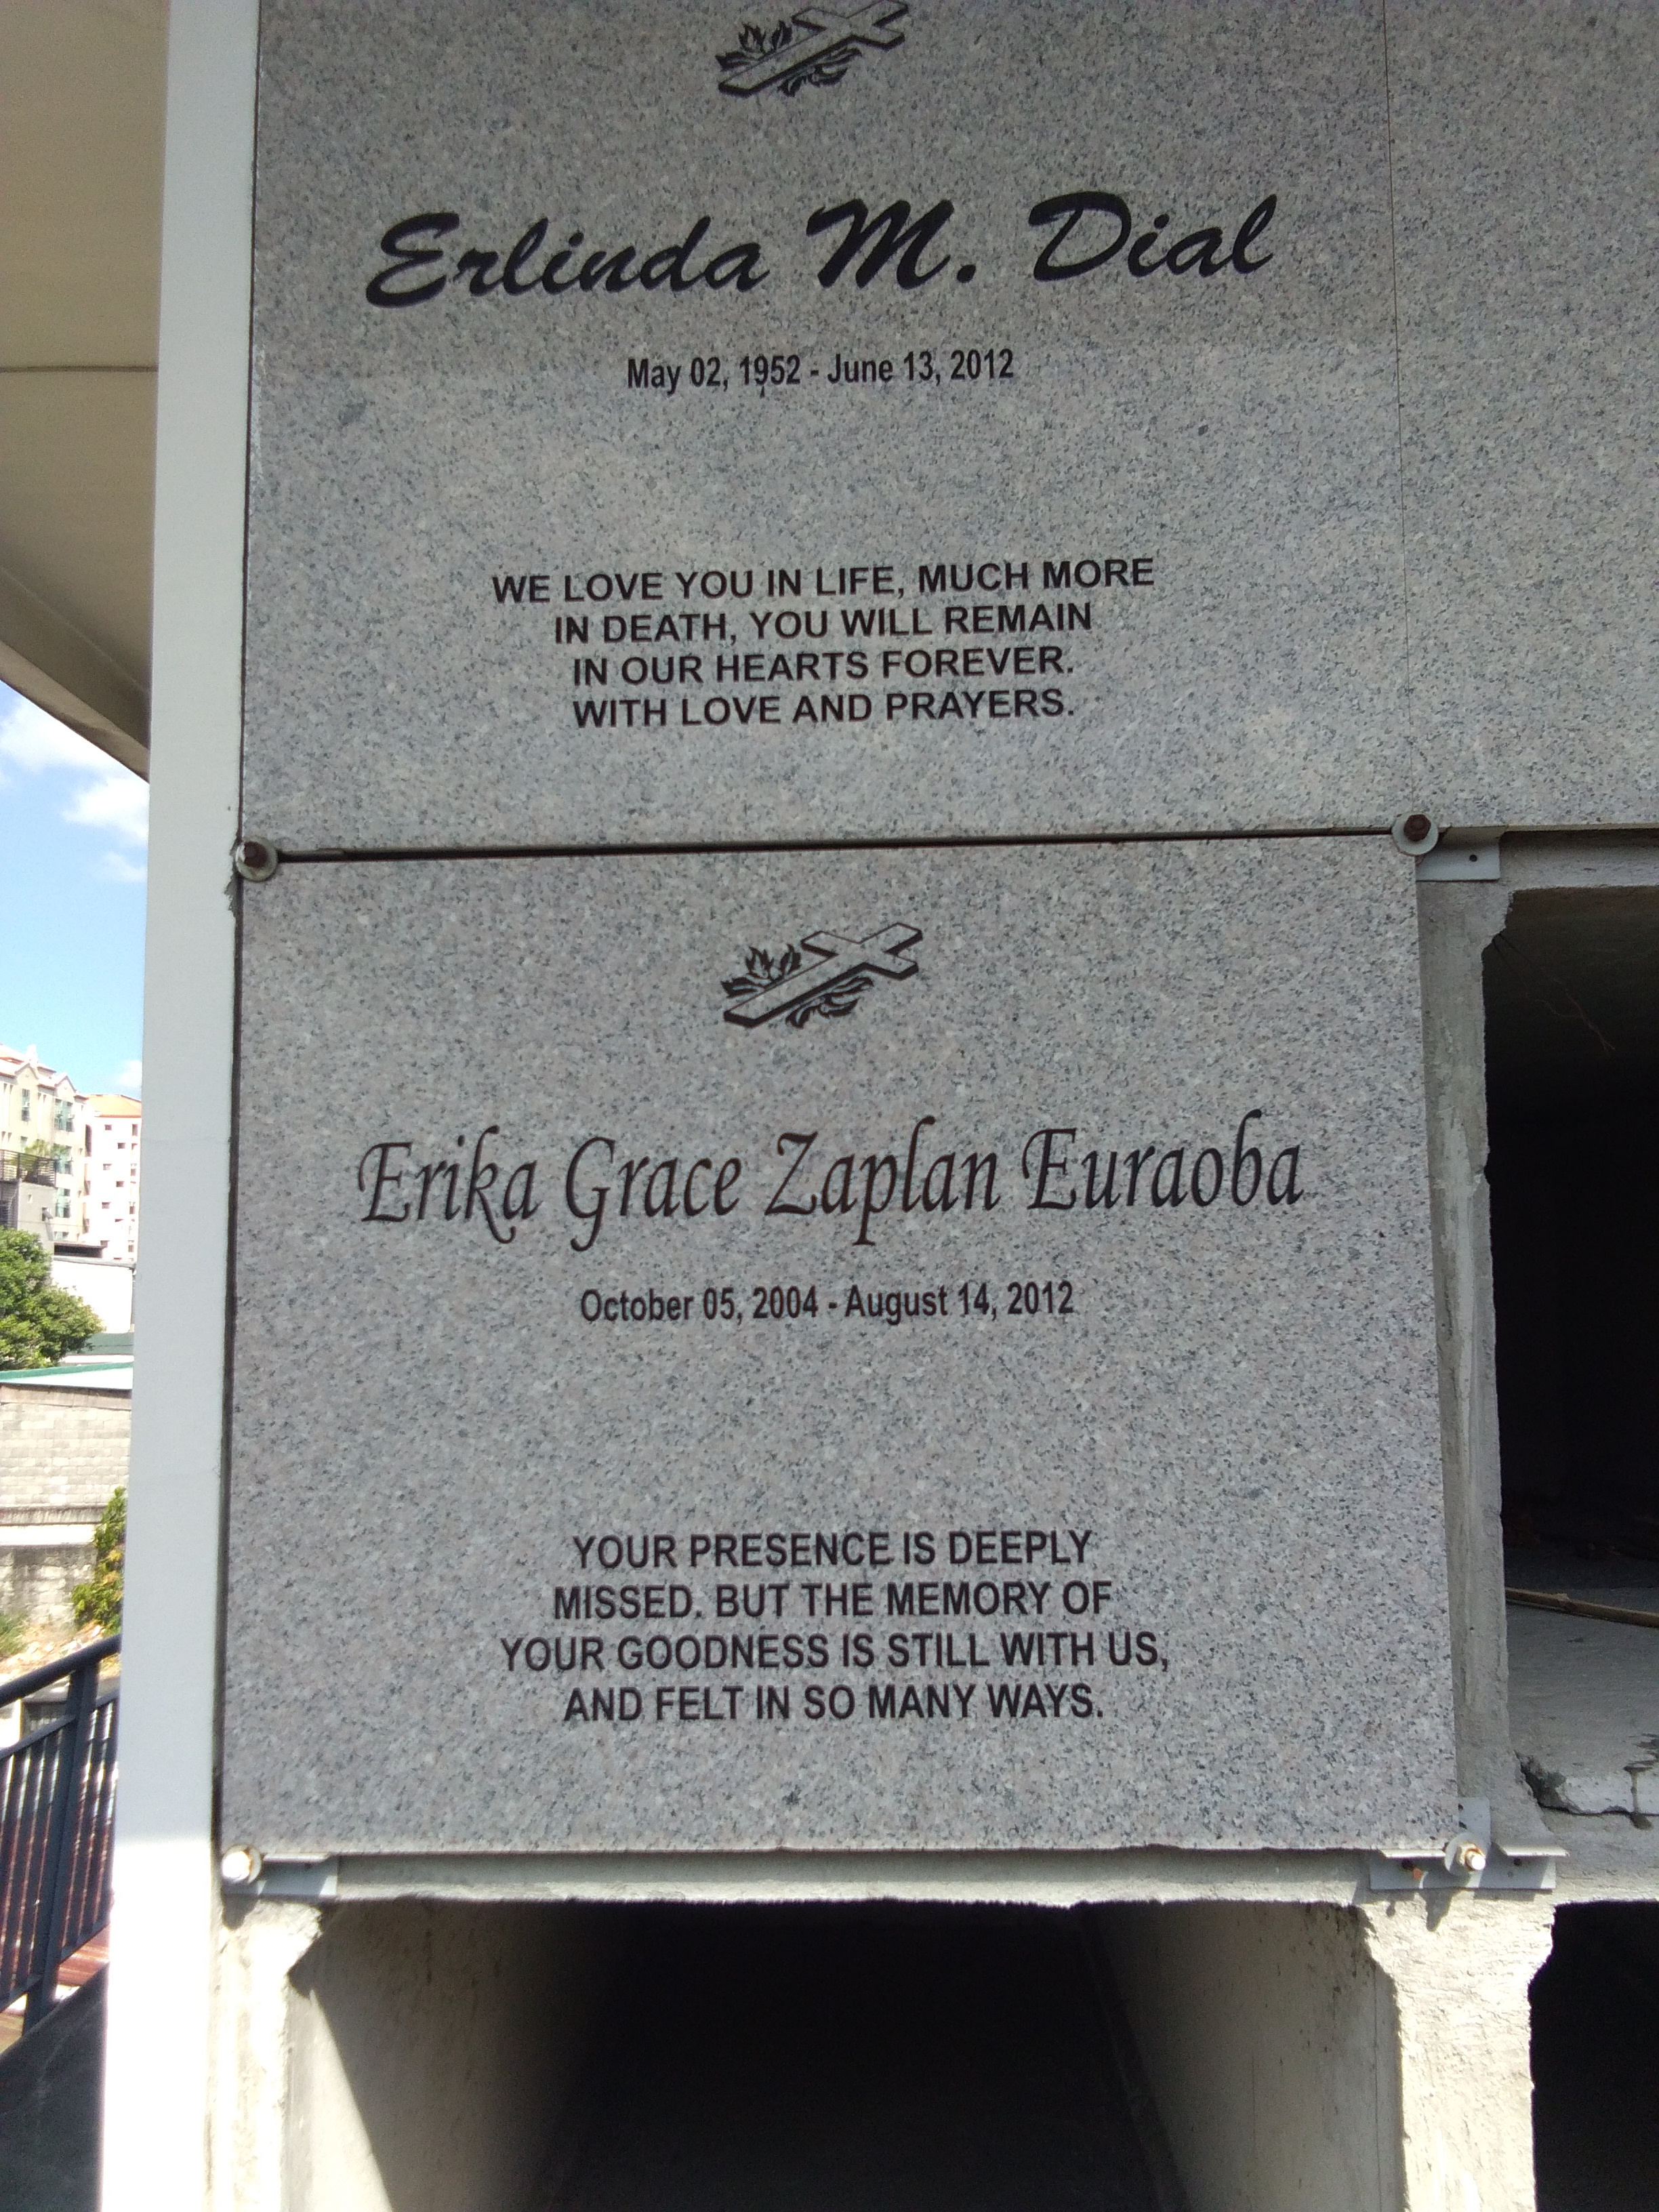 Erlinda M. Dial
May 02, 1952 - June 13, 2012
WE LOVE YOU IN LIFE, MUCH MORE
IN DEATH, YOU WILL REMAIN
IN OUR HEARTS FOREVER.
WITH LOVE AND PRAYERS.
Erika Grace Zaplan Euraoba
October 05, 2004 - August 14, 2012
YOUR PRESENCE IS DEEPLY
MISSED. BUT THE MEMORY OF
YOUR GOODNESS IS STILL WITH US,
AND FELT IN SO MANY WAYS.